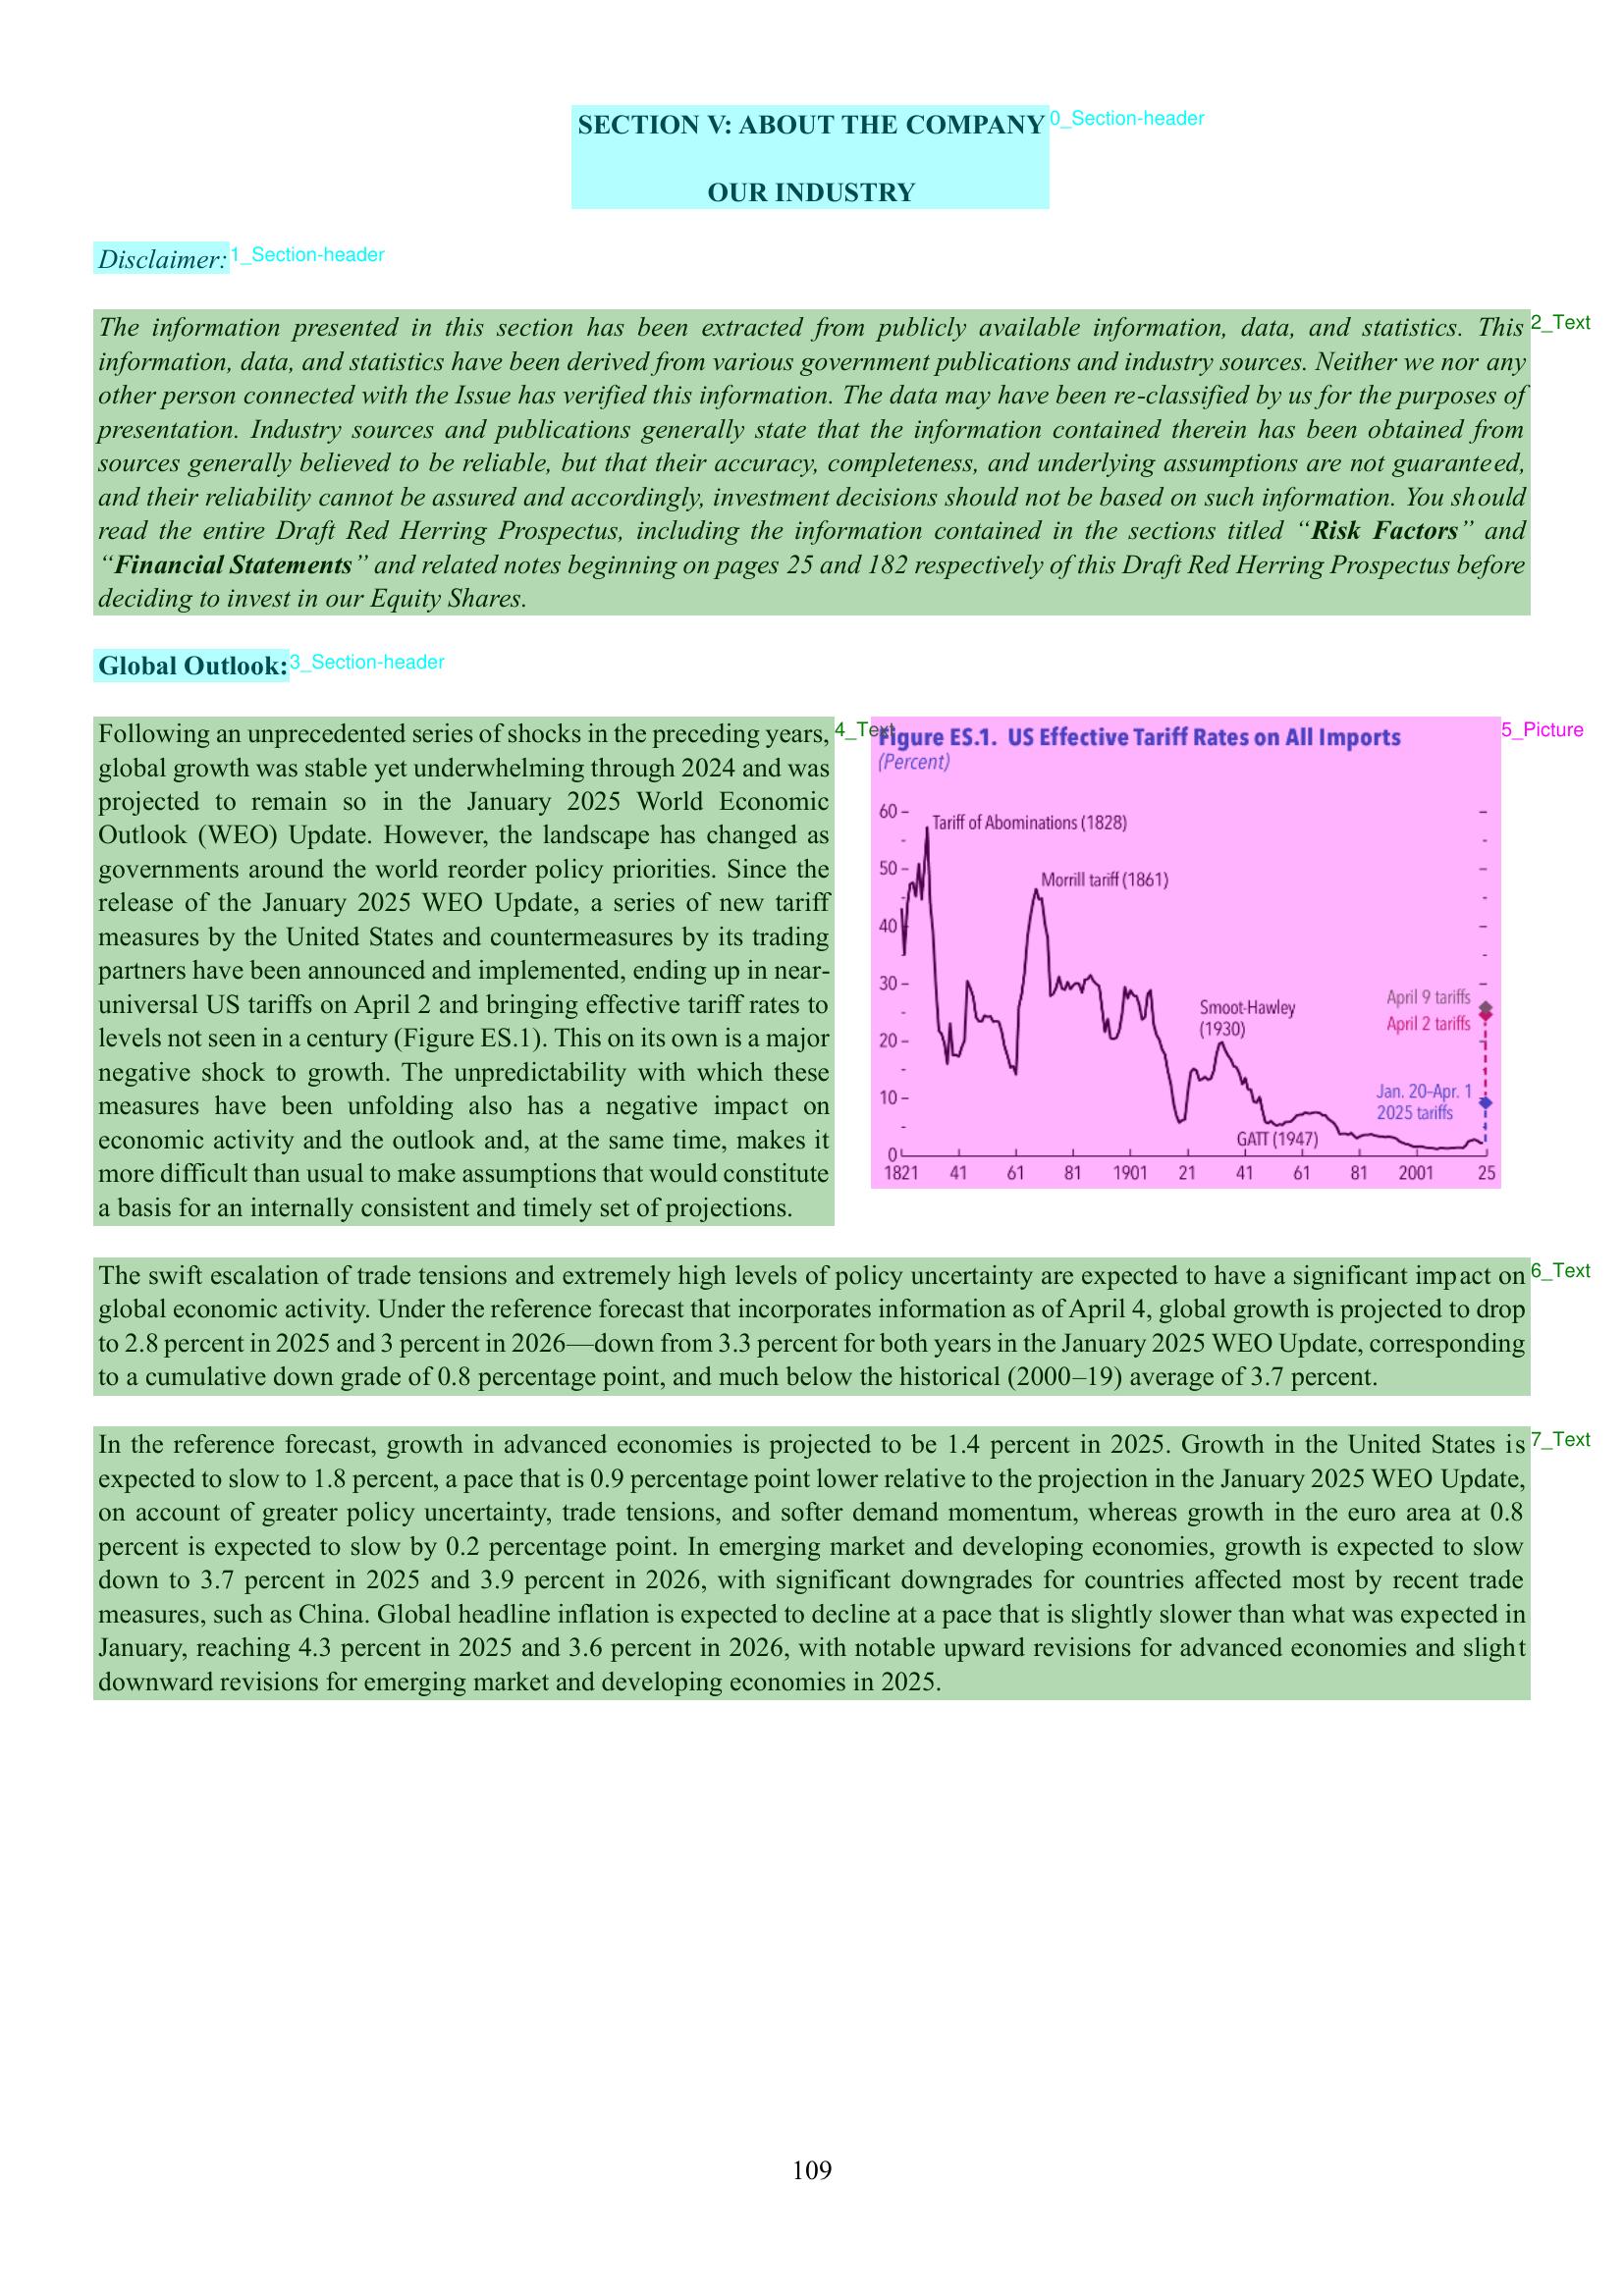 SECTION V: ABOUT THE COMPANY
0_Section-header
OUR INDUSTRY
Disclaimer:
1_Section-header
The information presented in this section has been extracted from publicly available information, data, and statistics. This
2_Text
information, data, and statistics have been derived from various government publications and industry sources. Neither we nor any
other person connected with the Issue has verified this information. The data may have been re-classified by us for the purposes of
presentation. Industry sources and publications generally state that the information contained therein has been obtained from
sources generally believed to be reliable, but that their accuracy, completeness, and underlying assumptions are not guaranteed,
and their reliability cannot be assured and accordingly, investment decisions should not be based on such information. You should
read the entire Draft Red Herring Prospectus, including the information contained in the sections titled “Risk Factors” and
“Financial Statements” and related notes beginning on pages 25 and 182 respectively of this Draft Red Herring Prospectus before
deciding to invest in our Equity Shares.
Global Outlook:
3_Section-header
Following an unprecedented series of shocks in the preceding years,
4_Text
global growth was stable yet underwhelming through 2024 and was
projected to remain so in the January 2025 World Economic
Outlook (WEO) Update. However, the landscape has changed as
governments around the world reorder policy priorities. Since the
release of the January 2025 WEO Update, a series of new tariff
measures by the United States and countermeasures by its trading
partners have been announced and implemented, ending up in near-
universal US tariffs on April 2 and bringing effective tariff rates to
levels not seen in a century (Figure ES.1). This on its own is a major
negative shock to growth. The unpredictability with which these
measures have been unfolding also has a negative impact on
economic activity and the outlook and, at the same time, makes it
more difficult than usual to make assumptions that would constitute
a basis for an internally consistent and timely set of projections.
Figure ES.1. US Effective Tariff Rates on All Imports
5_Picture
(Percent)
60
Tariff of Abominations (1828)
50
Morrill tariff (1861)
40
30
April 9 tariffs
Smoot-Hawley
(1930)
April 2 tariffs
20
10
Jan. 20–Apr. 1
2025 tariffs
GATT (1947)
0
1821 41 61 81 1901 21 41 61 81 2001 25
The swift escalation of trade tensions and extremely high levels of policy uncertainty are expected to have a significant impact on
6_Text
global economic activity. Under the reference forecast that incorporates information as of April 4, global growth is projected to drop
to 2.8 percent in 2025 and 3 percent in 2026—down from 3.3 percent for both years in the January 2025 WEO Update, corresponding
to a cumulative down grade of 0.8 percentage point, and much below the historical (2000–19) average of 3.7 percent.
In the reference forecast, growth in advanced economies is projected to be 1.4 percent in 2025. Growth in the United States is
7_Text
expected to slow to 1.8 percent, a pace that is 0.9 percentage point lower relative to the projection in the January 2025 WEO Update,
on account of greater policy uncertainty, trade tensions, and softer demand momentum, whereas growth in the euro area at 0.8
percent is expected to slow by 0.2 percentage point. In emerging market and developing economies, growth is expected to slow
down to 3.7 percent in 2025 and 3.9 percent in 2026, with significant downgrades for countries affected most by recent trade
measures, such as China. Global headline inflation is expected to decline at a pace that is slightly slower than what was expected in
January, reaching 4.3 percent in 2025 and 3.6 percent in 2026, with notable upward revisions for advanced economies and slight
downward revisions for emerging market and developing economies in 2025.
109